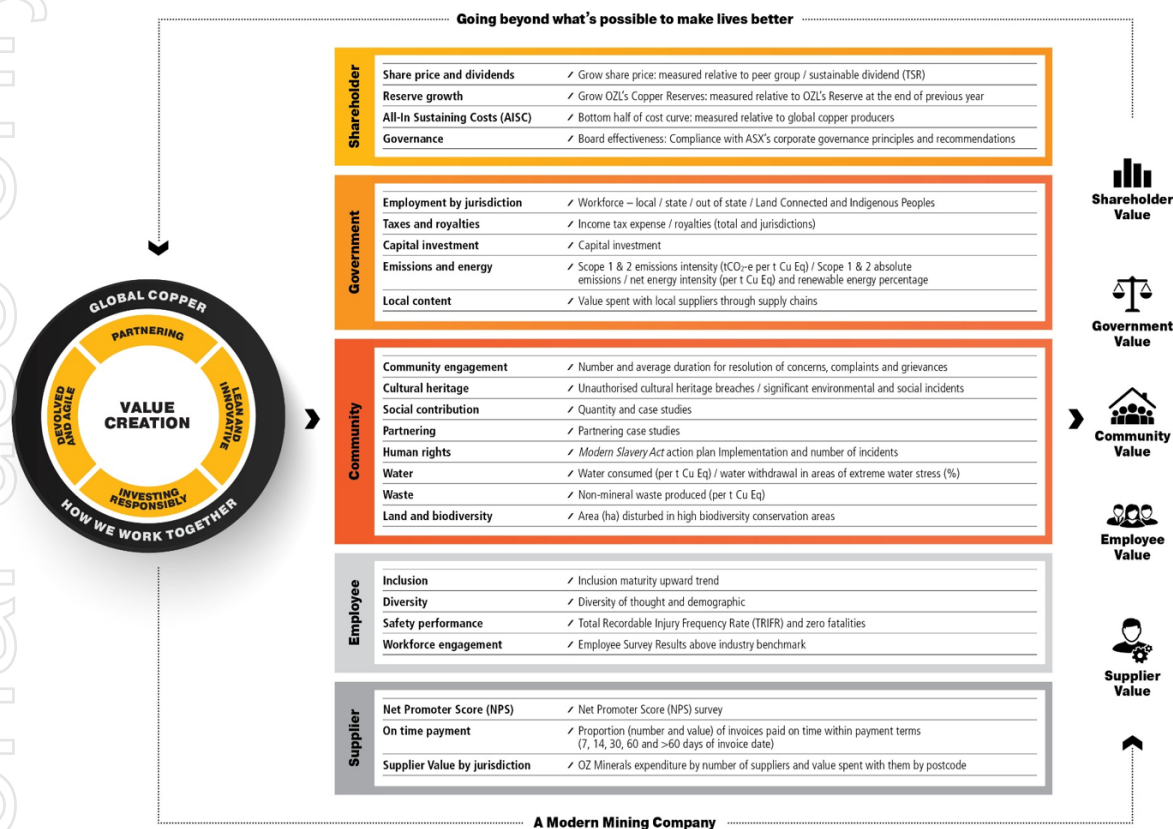 Going beyond what's possible to make lives better
GLOBAL COPPER
PARTNERING
DEVOLVED AND AGILE
LEAN AND INNOVATIVE
VALUE
CREATION
INVESTING RESPONSIBLY
HOW WE WORK TOGETHER
Shareholder
Share price and dividends Grow share price: measured relative to peer group / sustainable dividend (TSR)
Reserve growth Grow OZL's Copper Reserves: measured relative to OZL's Reserve at the end of previous year
All-In Sustaining Costs (AISC) Bottom half of cost curve: measured relative to global copper producers
Governance Board effectiveness: Compliance with ASX's corporate governance principles and recommendations
Government
Employment by jurisdiction Workforce – local / state / out of state / Land Connected and Indigenous Peoples
Taxes and royalties Income tax expense / royalties (total and jurisdictions)
Capital investment Capital investment
Emissions and energy Scope 1 & 2 emissions intensity (tCO₂-e per t Cu Eq) / Scope 1 & 2 absolute
emissions / net energy intensity (per t Cu Eq) and renewable energy percentage
Local content Value spent with local suppliers through supply chains
Community
Community engagement Number and average duration for resolution of concerns, complaints and grievances
Cultural heritage Unauthorised cultural heritage breaches / significant environmental and social incidents
Social contribution Quantity and case studies
Partnering Partnering case studies
Human rights Modern Slavery Act action plan Implementation and number of incidents
Water Water consumed (per t Cu Eq) / water withdrawal in areas of extreme water stress (%)
Waste Non-mineral waste produced (per t Cu Eq)
Land and biodiversity Area (ha) disturbed in high biodiversity conservation areas
Employee
Inclusion Inclusion maturity upward trend
Diversity Diversity of thought and demographic
Safety performance Total Recordable Injury Frequency Rate (TRIFR) and zero fatalities
Workforce engagement Employee Survey Results above industry benchmark
Supplier
Net Promoter Score (NPS) Net Promoter Score (NPS) survey
On time payment Proportion (number and value) of invoices paid on time within payment terms
(7, 14, 30, 60 and >60 days of invoice date)
Supplier Value by jurisdiction OZ Minerals expenditure by number of suppliers and value spent with them by postcode
Shareholder
Value
Government
Value
Community
Value
Employee
Value
Supplier
Value
A Modern Mining Company